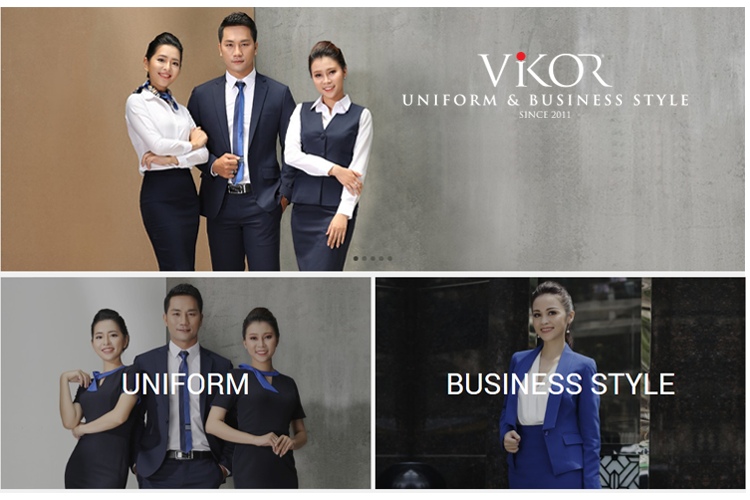 VIKOR
UNIFORM & BUSINESS STYLE
SINCE 2011
UNIFORM
BUSINESS STYLE